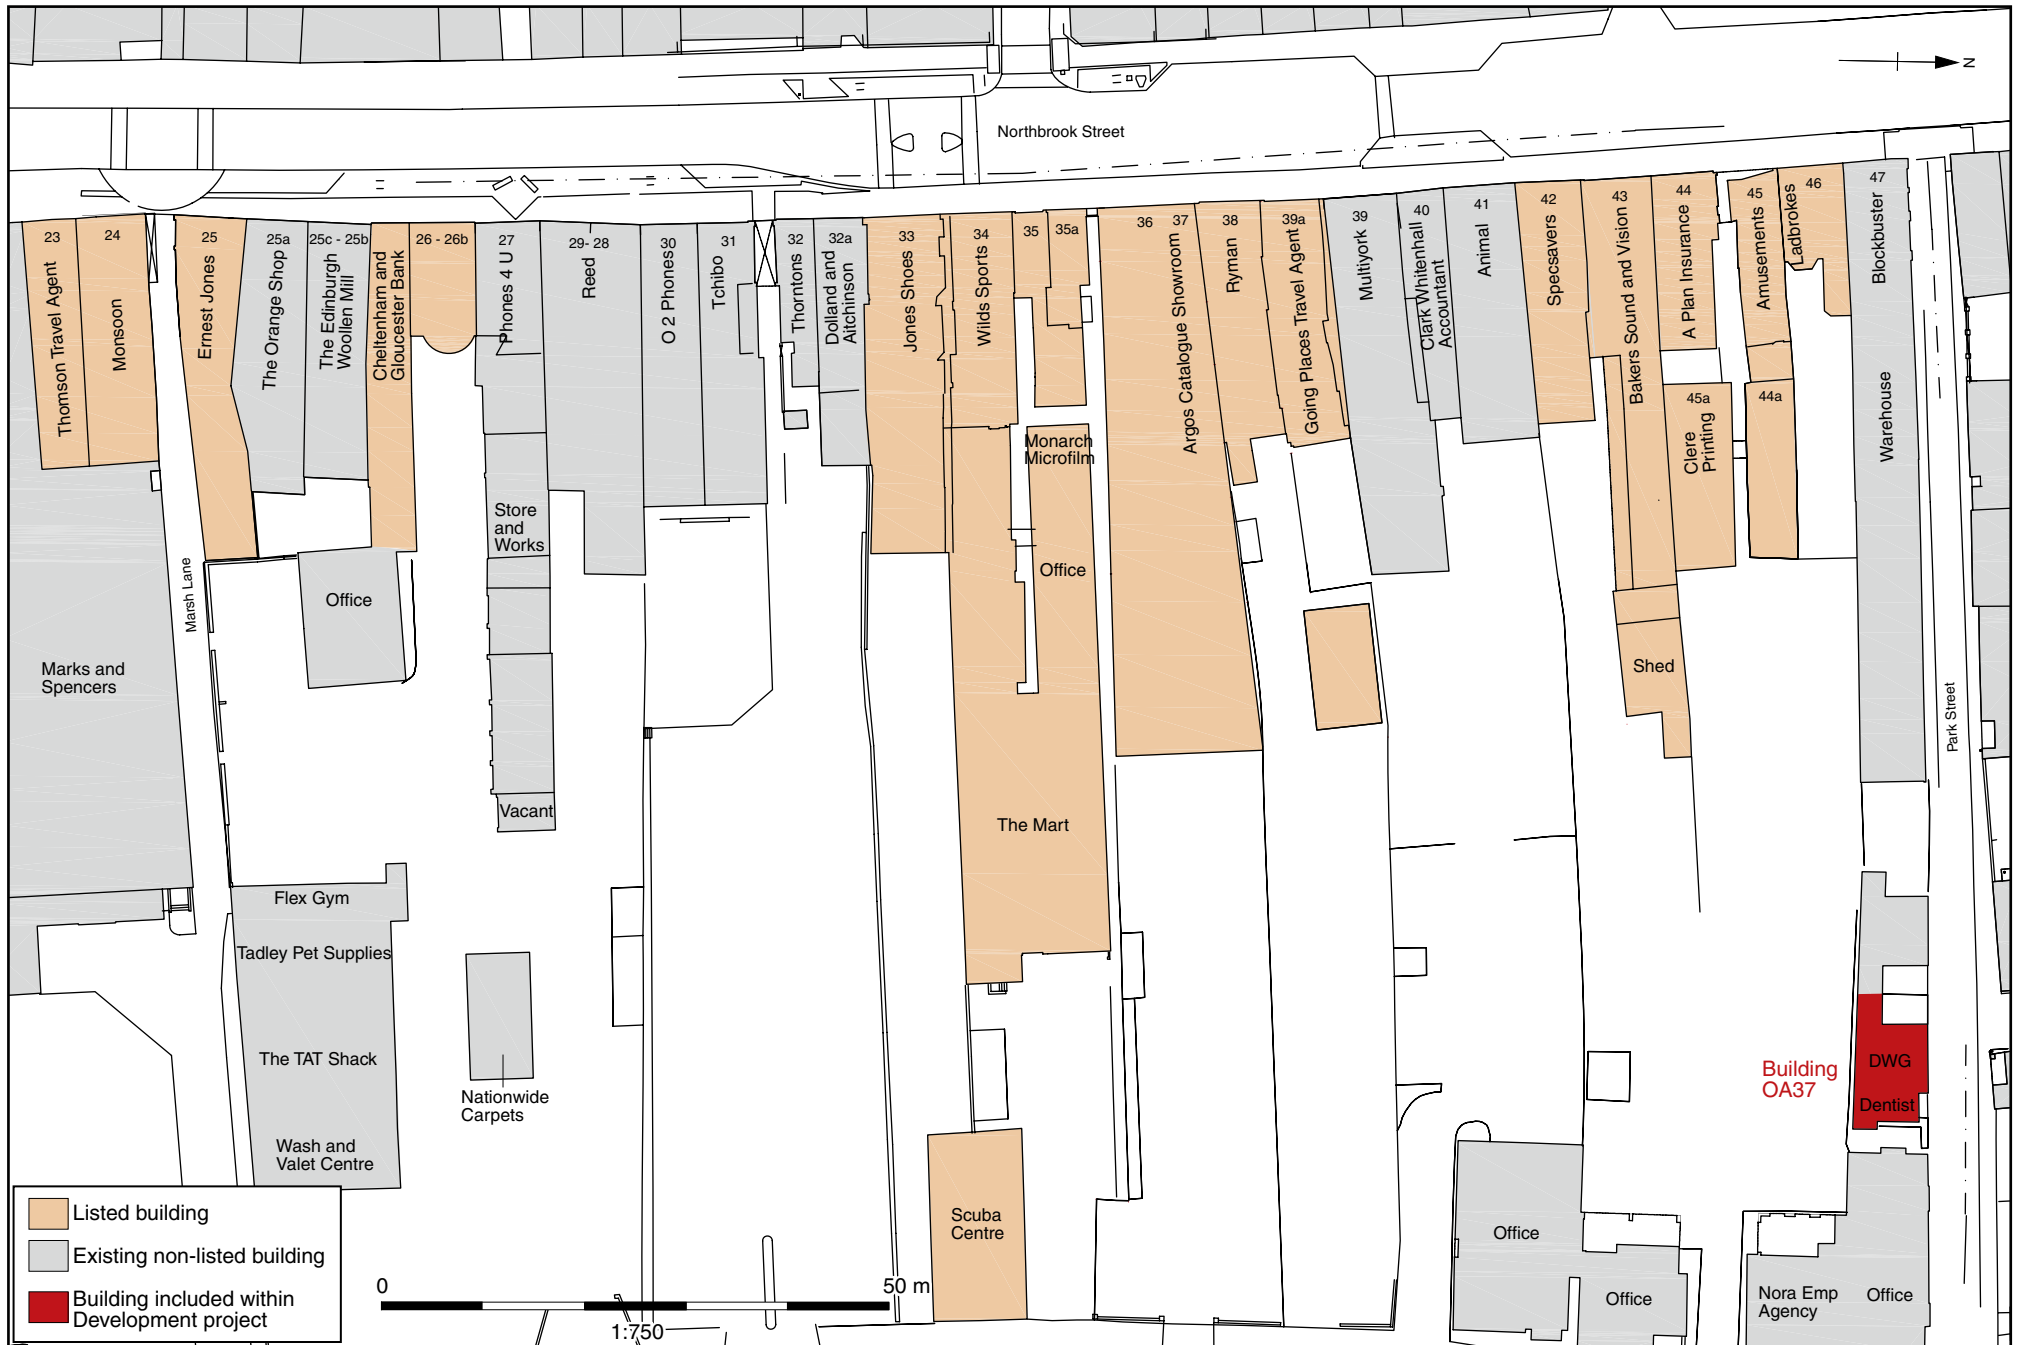 N
Northbrook Street
23
Thomson Travel Agent
24
Monsoon
25
Ernest Jones
25a
The Orange Shop
25c - 25b
The Edinburgh
Woollen Mill
Cheltenham and
Gloucester Bank
26 - 26b
27
Phones 4 U
29- 28
Reed
30
O 2 Phones
31
Tchibo
32
Thorntons
32a
Dolland and
Aitchinson
33
Jones Shoes
34
Wilds Sports
35
35a
36
37
Argos Catalogue Showroom
38
Ryman
39a
Going Places Travel Agent
39
Multiyork
40
Clark Whitenhall
Accountant
41
Animal
42
Specsavers
43
Bakers Sound and Vision
44
A Plan Insurance
45
Amusements
46
Ladbrokes
47
Blockbuster
Warehouse
45a
Clere
Printing
44a
Monarch
Microfilm
Office
Store
and
Works
Marsh Lane
Office
Marks and
Spencers
Shed
Park Street
Vacant
The Mart
Flex Gym
Tadley Pet Supplies
The TAT Shack
Wash and
Valet Centre
Nationwide
Carpets
Building
OA37
DWG
Dentist
Scuba
Centre
Office
Office
Nora Emp
Agency
Office
Listed building
Existing non-listed building
Building included within
Development project
0
50 m
1:750